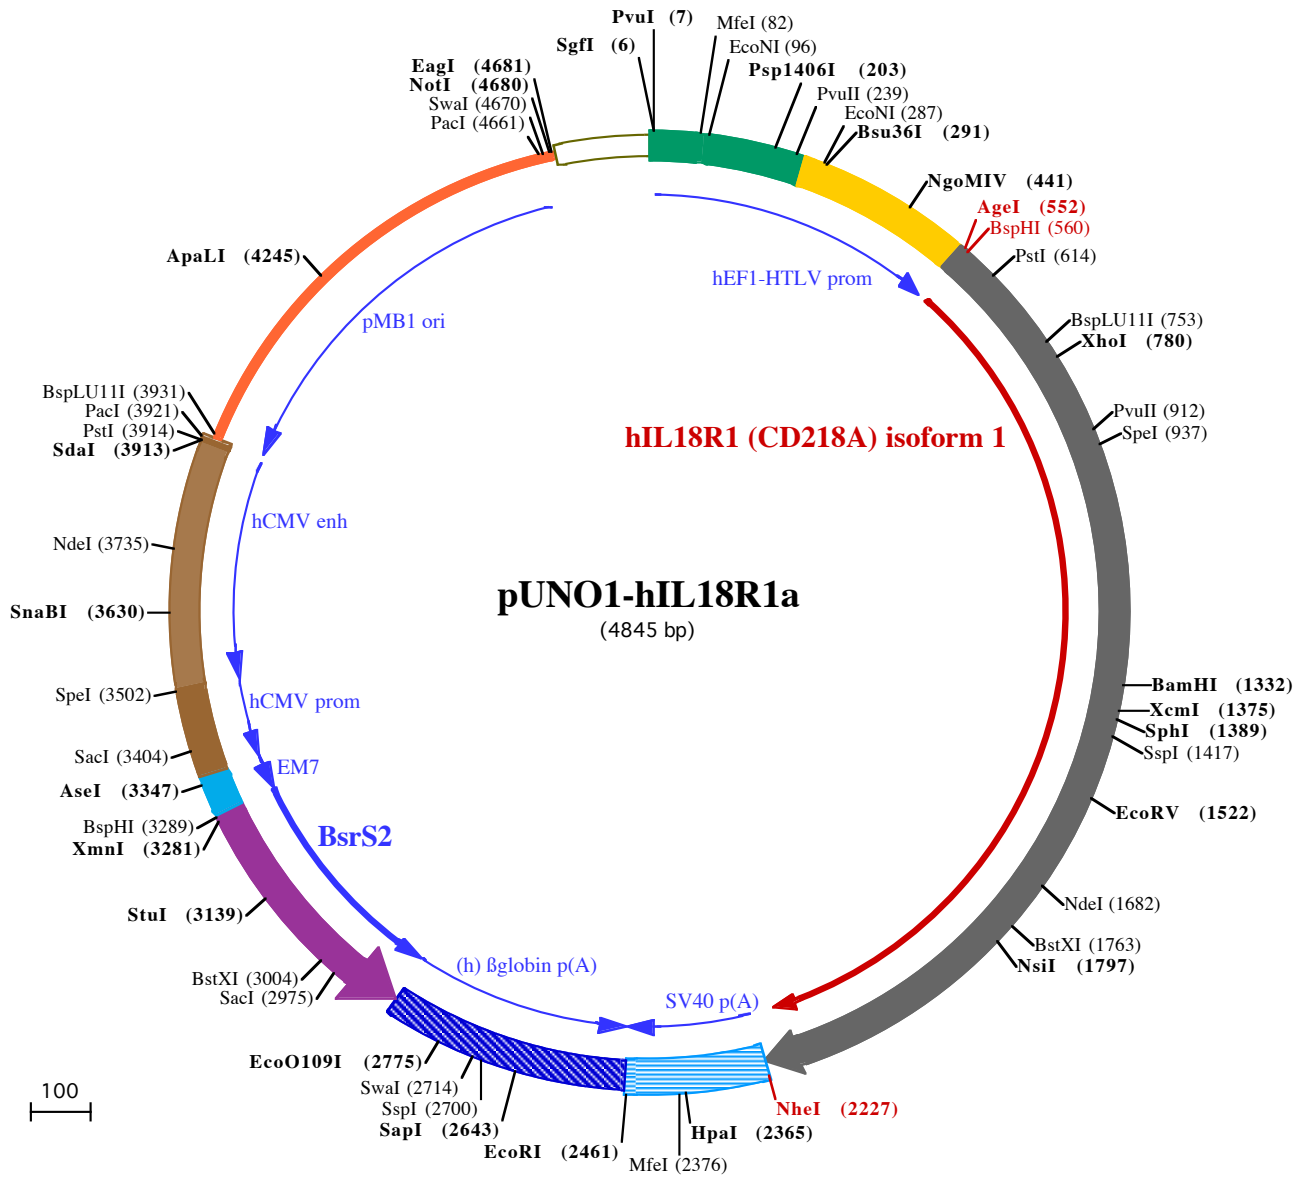 PvuI (7)
SgfI (6)
MfeI (82)
EcoNI (96)
Psp1406I (203)
PvuII (239)
EcoNI (287)
Bsu36I (291)
NgoMIV (441)
AgeI (552)
BspHI (560)
PstI (614)
BspLU11I (753)
XhoI (780)
PvuII (912)
SpeI (937)
BamHI (1332)
XcmI (1375)
SphI (1389)
SspI (1417)
EcoRV (1522)
NdeI (1682)
BstXI (1763)
NsiI (1797)
NheI (2227)
HpaI (2365)
MfeI (2376)
EcoRI (2461)
SapI (2643)
SspI (2700)
SwaI (2714)
EcoO109I (2775)
SacI (2975)
BstXI (3004)
StuI (3139)
XmnI (3281)
BspHI (3289)
AseI (3347)
SacI (3404)
SpeI (3502)
SnaBI (3630)
NdeI (3735)
SdaI (3913)
PstI (3914)
PacI (3921)
BspLU11I (3931)
ApaLI (4245)
PacI (4661)
SwaI (4670)
NotI (4680)
EagI (4681)
hEF1-HTLV prom
pMB1 ori
hIL18R1 (CD218A) isoform 1
hCMV enh
pUNO1-hIL18R1a
(4845 bp)
hCMV prom
EM7
BsrS2
(h) ßglobin p(A)
SV40 p(A)
100